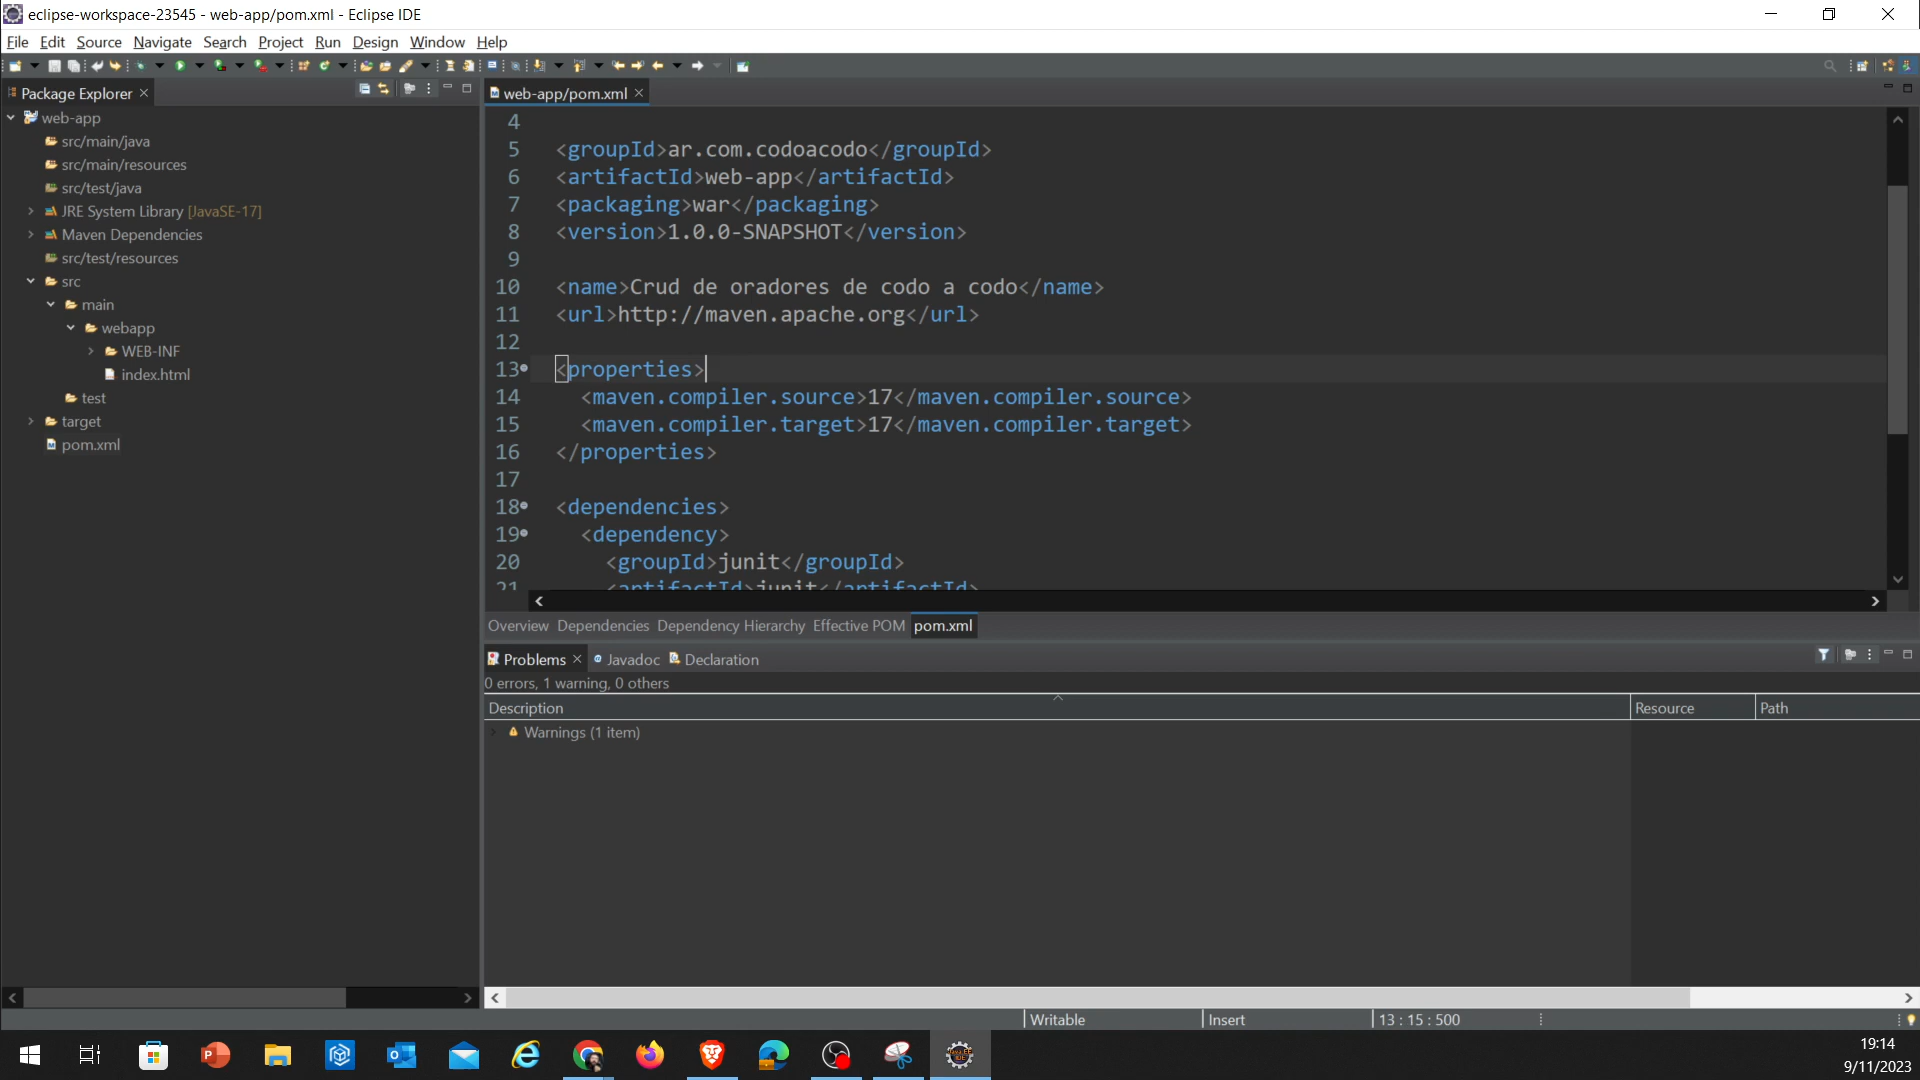 eclipse-workspace-23545 - web-app/pom.xml - Eclipse IDE
File Edit Source Navigate Search Project Run Design Window Help
Package Explorer
web-app
src/main/java
src/main/resources
src/test/java
JRE System Library [JavaSE-17]
Maven Dependencies
src/test/resources
src
main
webapp
WEB-INF
index.html
test
target
pom.xml
web-app/pom.xml
4
5 <groupId>ar.com.codoacodo</groupId>
6 <artifactId>web-app</artifactId>
7 <packaging>war</packaging>
8 <version>1.0.0-SNAPSHOT</version>
9
10 <name>Crud de oradores de codo a codo</name>
11 <url>http://maven.apache.org</url>
12
13 <properties>
14 <maven.compiler.source>17</maven.compiler.source>
15 <maven.compiler.target>17</maven.compiler.target>
16 </properties>
17
18 <dependencies>
19 <dependency>
20 <groupId>junit</groupId>
21 <artifactId>junit</artifactId>
Overview Dependencies Dependency Hierarchy Effective POM pom.xml
Problems Javadoc Declaration
0 errors, 1 warning, 0 others
Description Resource Path
Warnings (1 item)
Writable Insert 13 : 15 : 500
19:14
9/11/2023